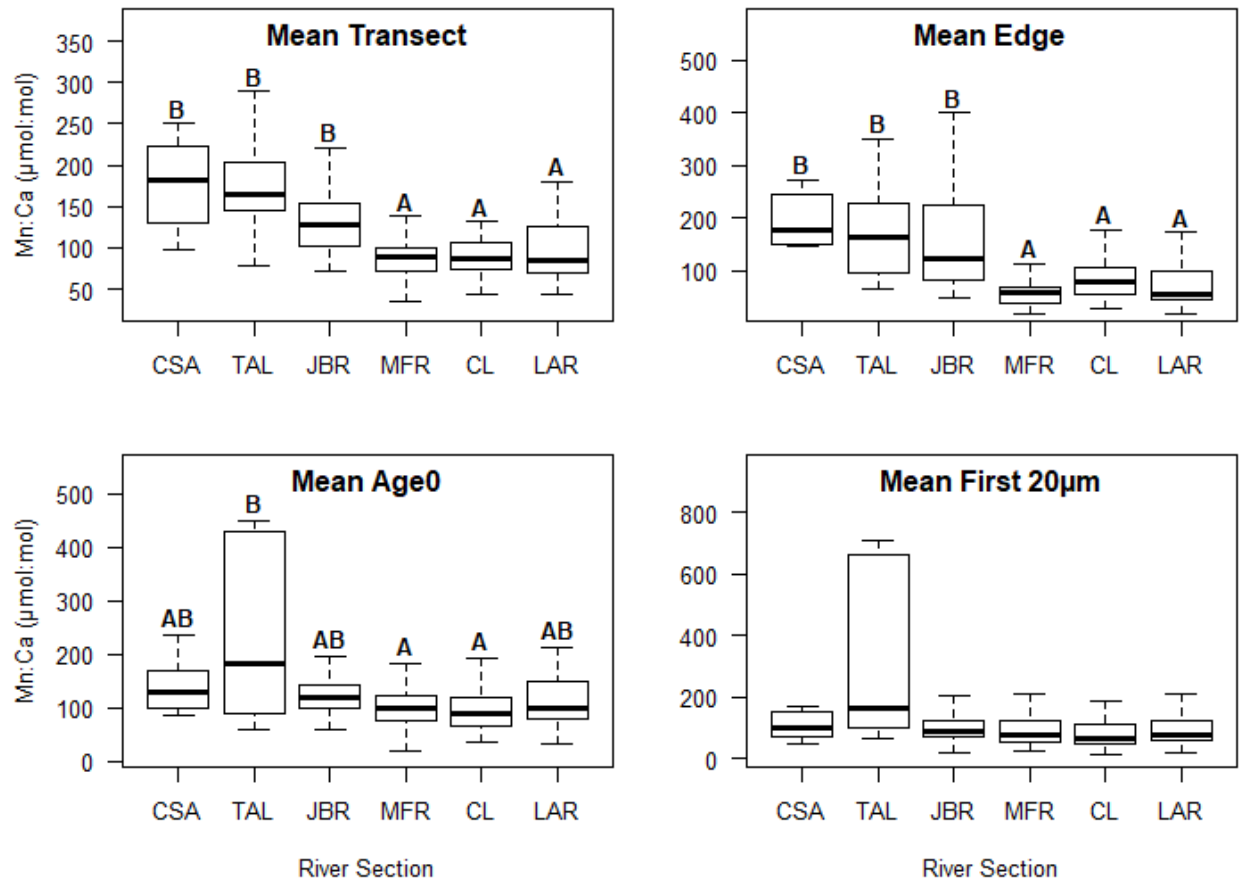 Mean Transect
Mn:Ca (µmol:mol)
350
300
250
200
150
100
50
B
B
B
A
A
A
CSA TAL JBR MFR CL LAR
Mean Edge
500
400
300
200
100
B
B
B
A
A
A
CSA TAL JBR MFR CL LAR
Mean Age0
Mn:Ca (µmol:mol)
500
400
300
200
100
0
AB
B
AB
A
A
AB
CSA TAL JBR MFR CL LAR
River Section
Mean First 20µm
800
600
400
200
0
CSA TAL JBR MFR CL LAR
River Section